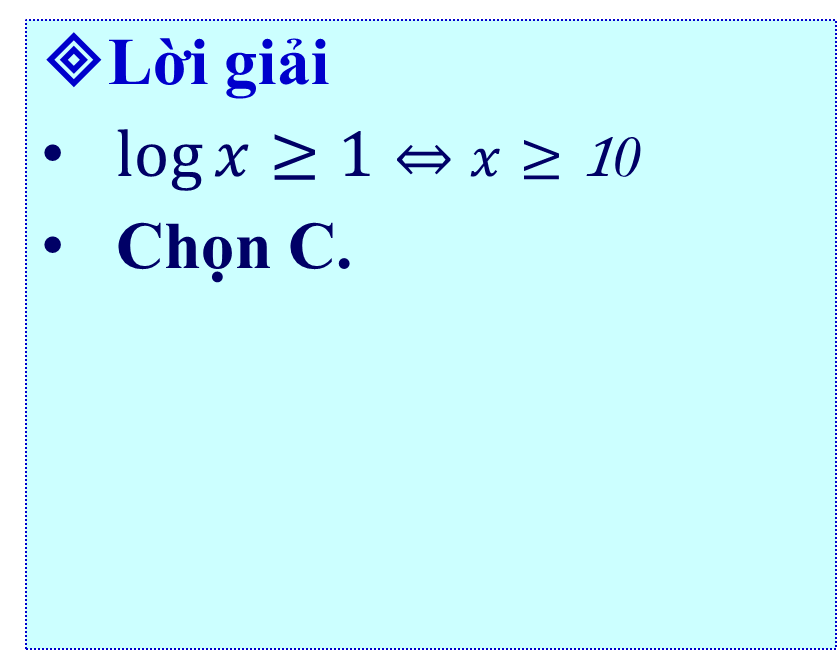 Lời giải
• log x ≥ 1 ⇔ x ≥ 10
• Chọn C.